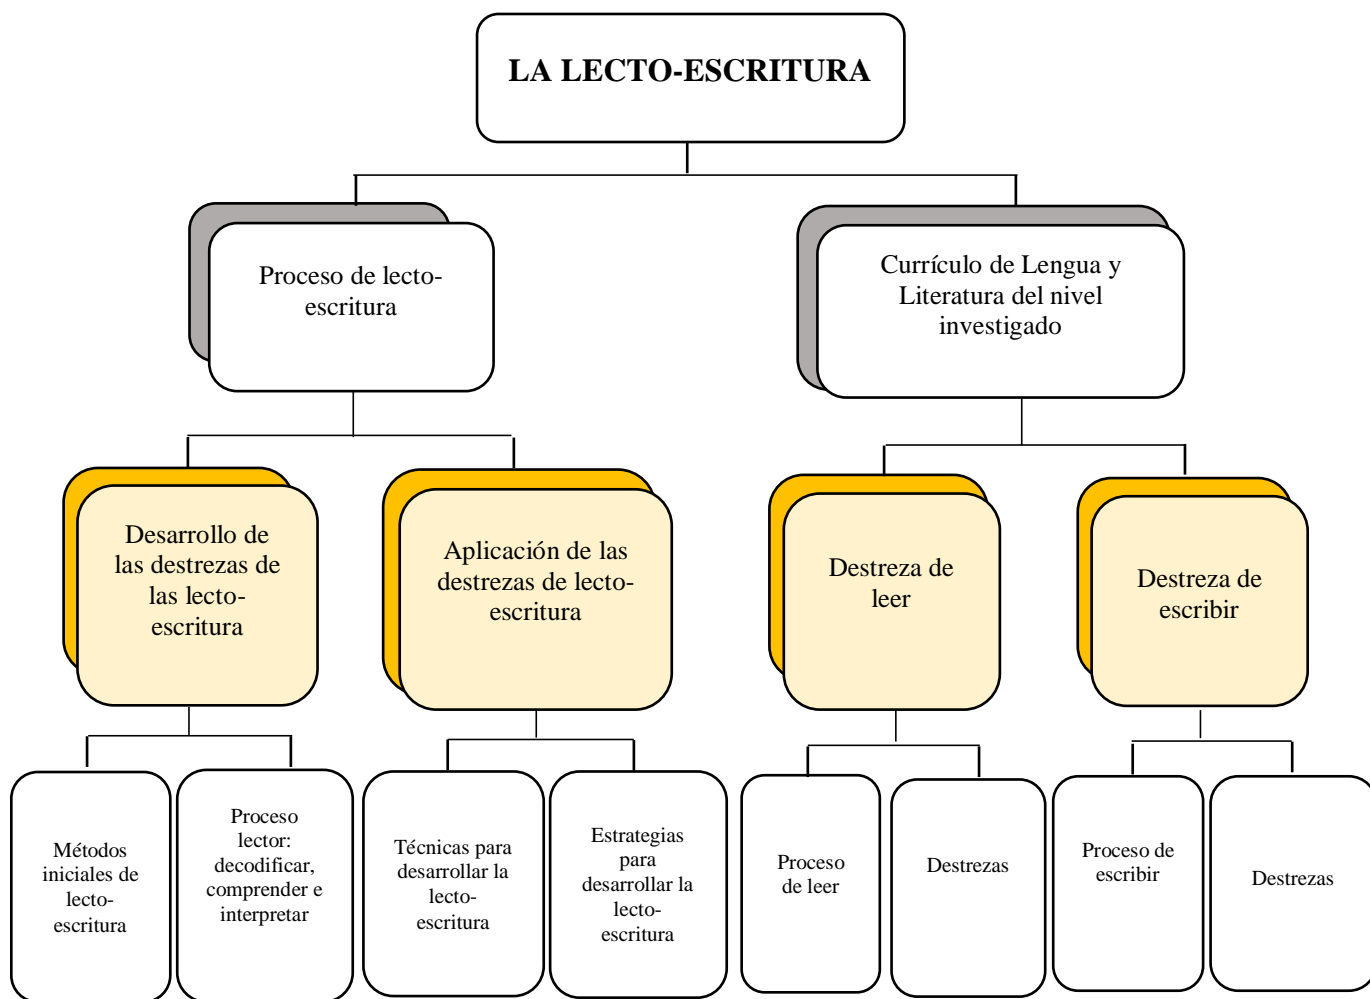 LA LECTO-ESCRITURA
Proceso de lecto-
escritura
Currículo de Lengua y
Literatura del nivel
investigado
Desarrollo de
las destrezas de
las lecto-
escritura
Aplicación de las
destrezas de lecto-
escritura
Destreza de
leer
Destreza de
escribir
Métodos
iniciales de
lecto-
escritura
Proceso
lector:
decodificar,
comprender e
interpretar
Técnicas para
desarrollar la
lecto-
escritura
Estrategias
para
desarrollar la
lecto-
escritura
Proceso
de leer
Destrezas
Proceso de
escribir
Destrezas